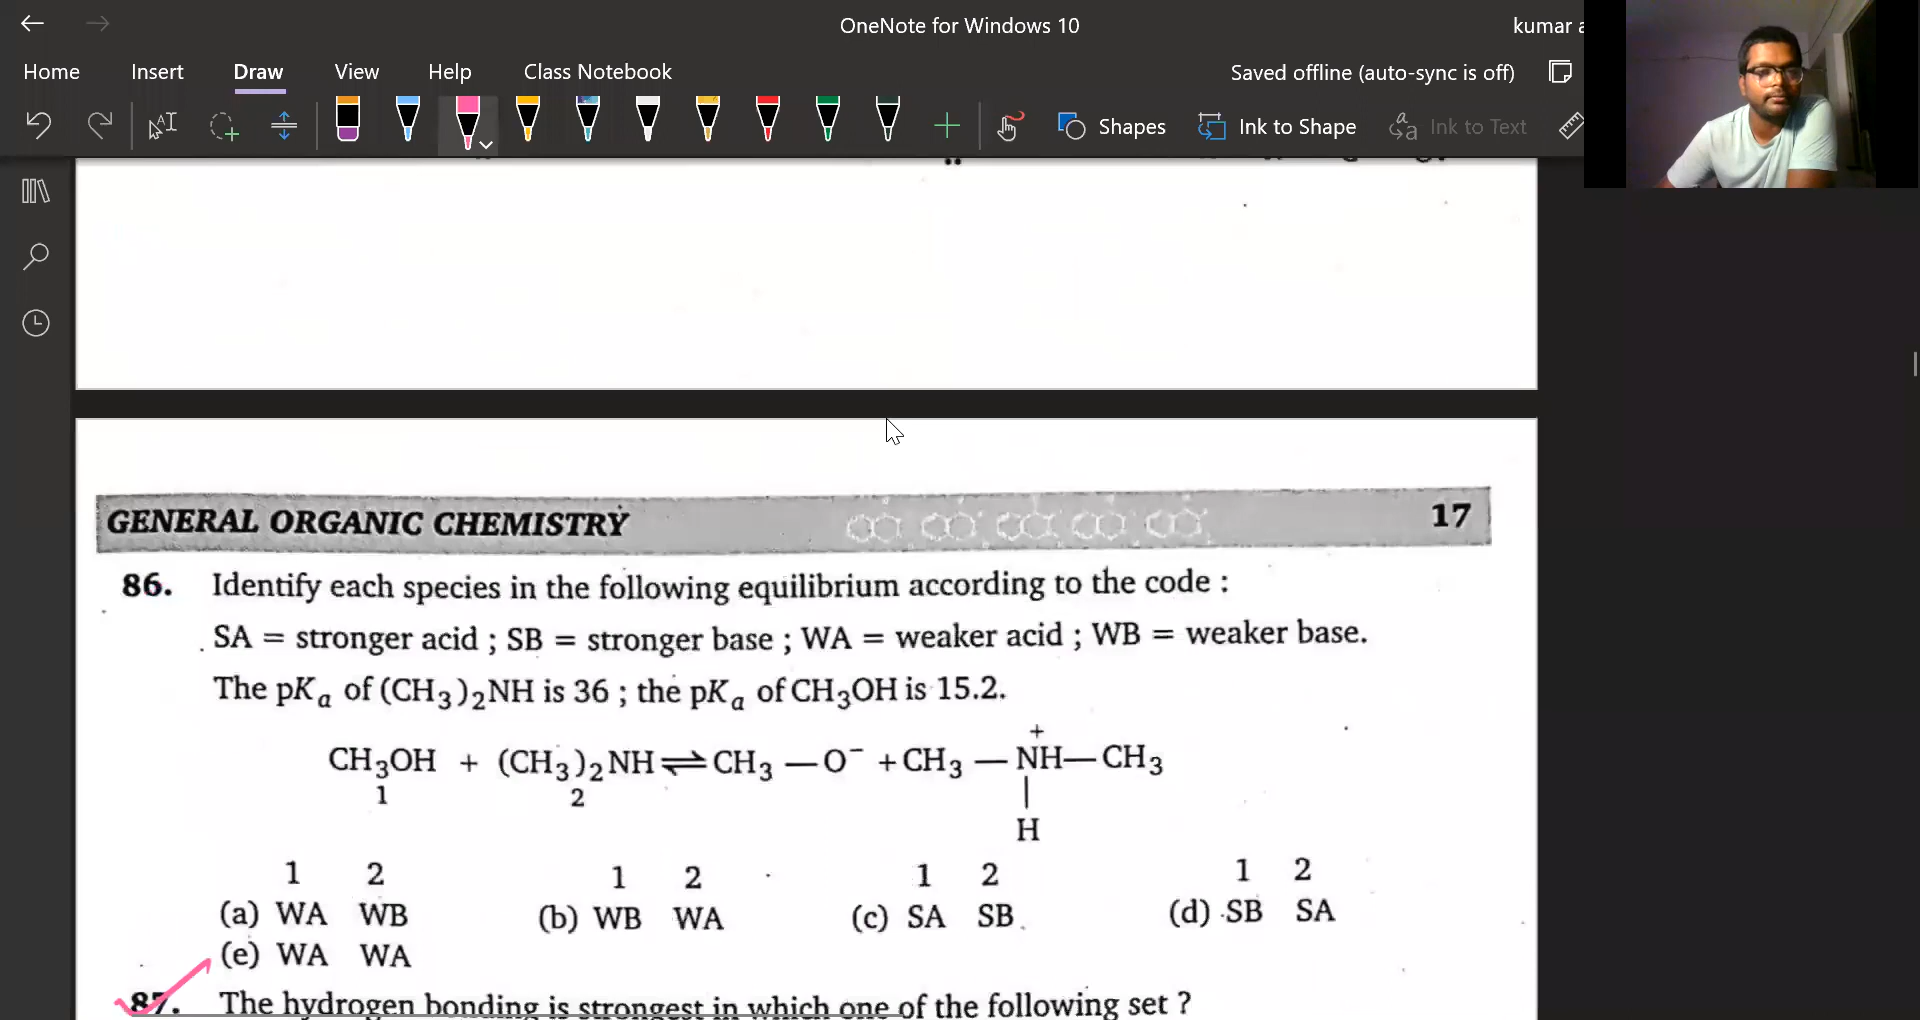 OneNote for Windows 10
kumar a
Home Insert Draw View Help Class Notebook
Saved offline (auto-sync is off)
Shapes Ink to Shape Ink to Text
GENERAL ORGANIC CHEMISTRY 17
86. Identify each species in the following equilibrium according to the code :
SA = stronger acid ; SB = stronger base ; WA = weaker acid ; WB = weaker base.
The pKₐ of (CH₃)₂NH is 36 ; the pKₐ of CH₃OH is 15.2.
+
CH₃OH + (CH₃)₂NH⇌CH₃—O⁻ +CH₃—NH—CH₃
1 2 |
H
1 2 1 2 1 2 1 2
(a) WA WB (b) WB WA (c) SA SB (d) SB SA
(e) WA WA
87. The hydrogen bonding is strongest in which one of the following set ?